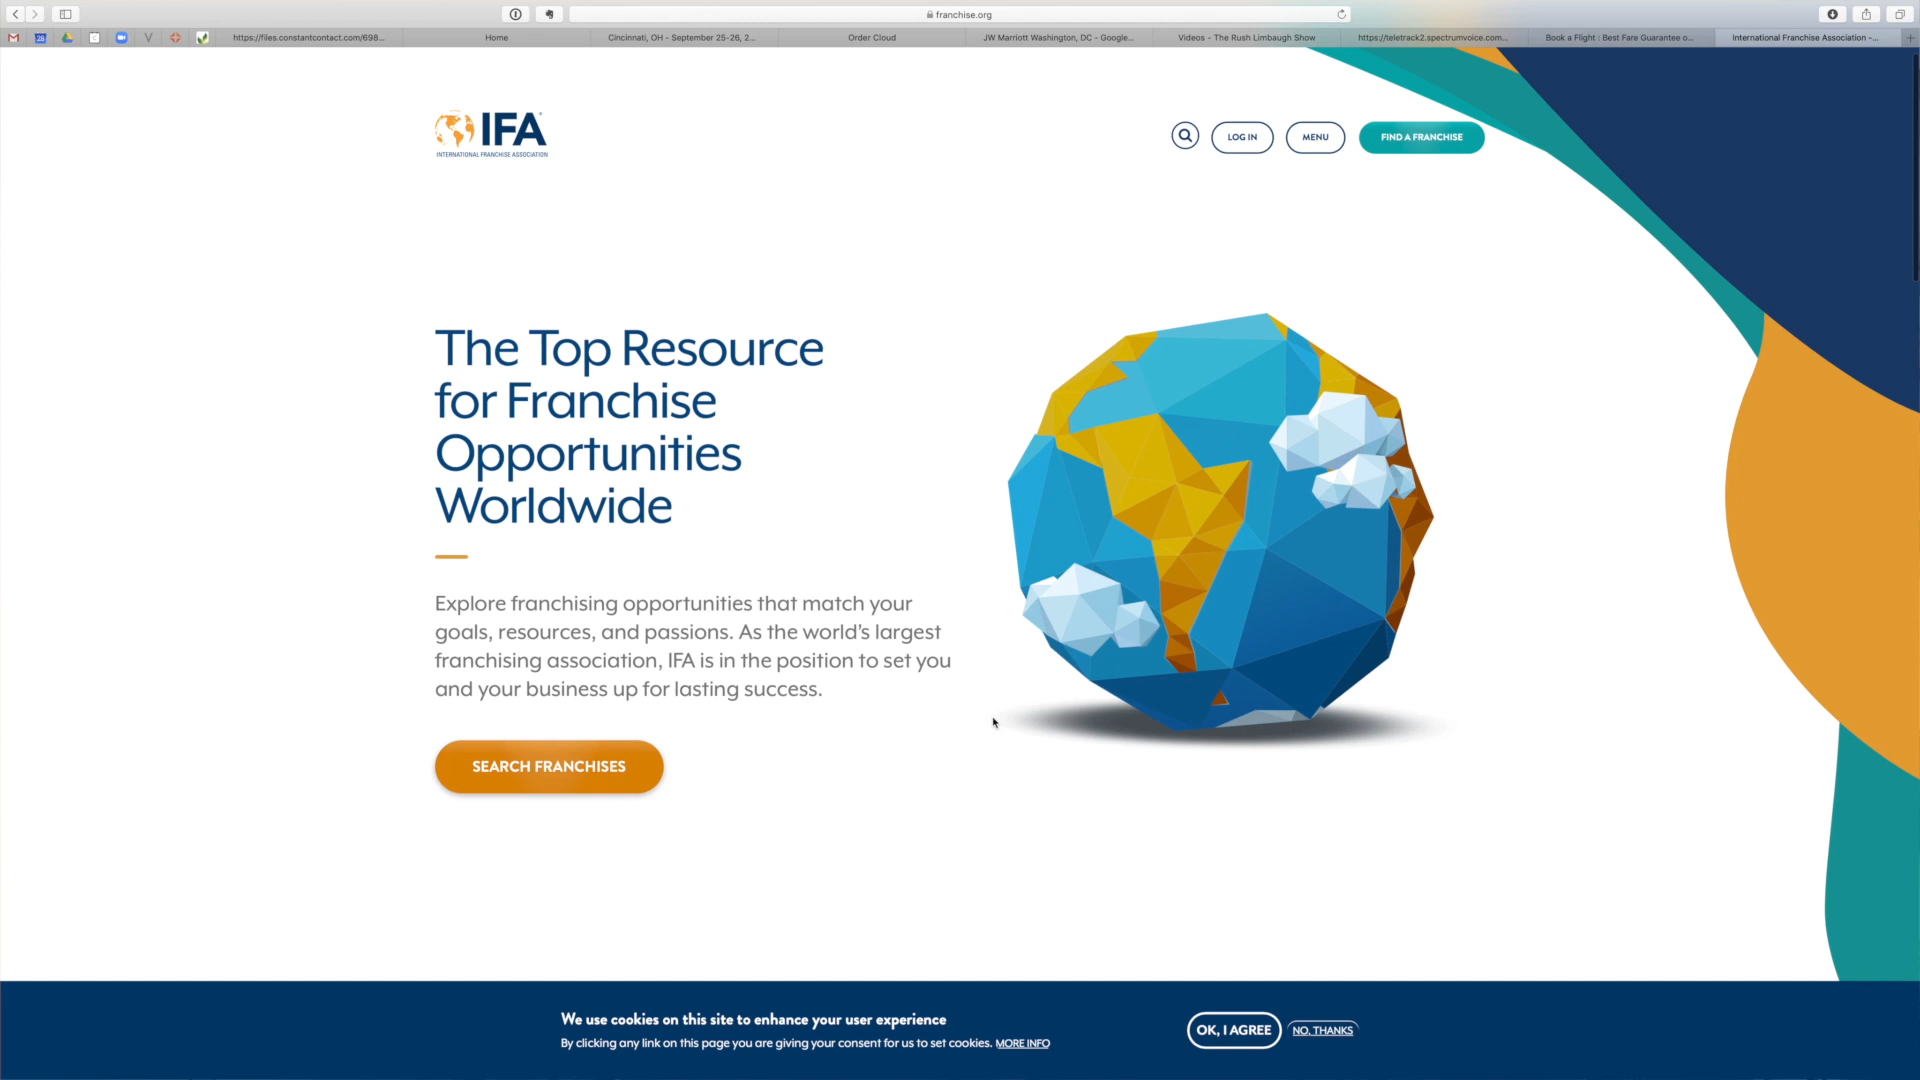 franchise.org
https://files.constantcontact.com/698...
Home
Cincinnati, OH - September 25-26, 2...
Order Cloud
JW Marriott Washington, DC - Google...
Videos - The Rush Limbaugh Show
https://teletrack2.spectrumvoice.com...
Book a Flight : Best Fare Guarantee o...
International Franchise Association -...
IFA
INTERNATIONAL FRANCHISE ASSOCIATION
LOG IN
MENU
FIND A FRANCHISE
The Top Resource
for Franchise
Opportunities
Worldwide
Explore franchising opportunities that match your
goals, resources, and passions. As the world's largest
franchising association, IFA is in the position to set you
and your business up for lasting success.
SEARCH FRANCHISES
We use cookies on this site to enhance your user experience
By clicking any link on this page you are giving your consent for us to set cookies. MORE INFO
OK, I AGREE
NO, THANKS